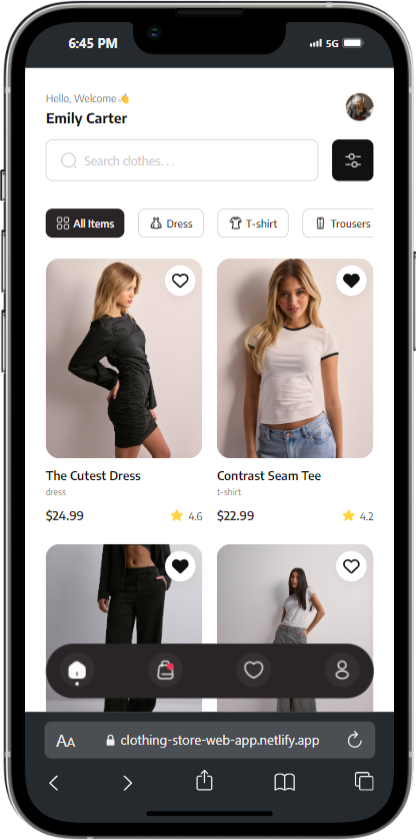 6:45 PM
5G
Hello, Welcome 👋
Emily Carter
Search clothes. . .
All Items
Dress
T-shirt
Trousers
The Cutest Dress
dress
$24.99
4.6
Contrast Seam Tee
t-shirt
$22.99
4.2
AA
clothing-store-web-app.netlify.app